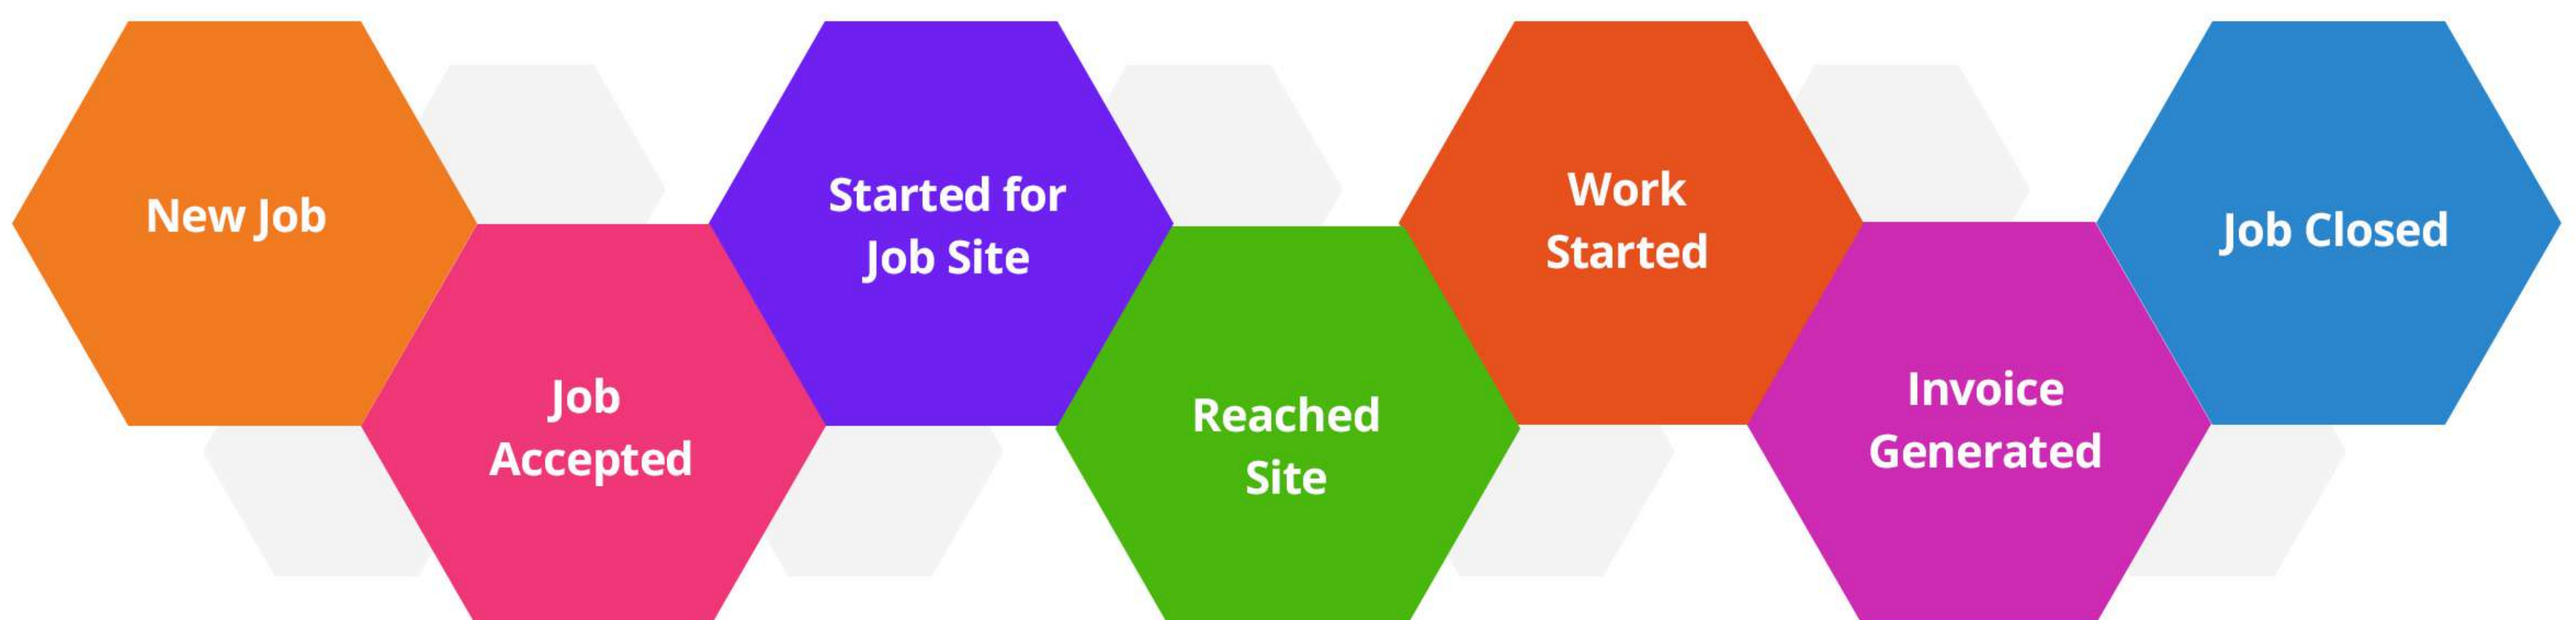 New Job
Job
Accepted
Started for
Job Site
Reached
Site
Work
Started
Invoice
Generated
Job Closed